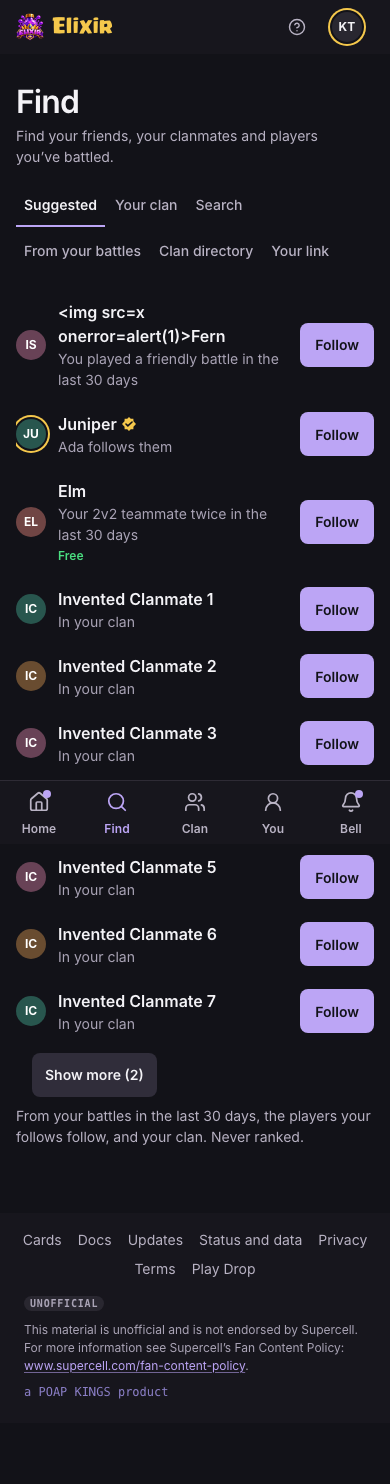 Elixir
KT
Find
Find your friends, your clanmates and players
you've battled.
Suggested
Your clan
Search
From your battles
Clan directory
Your link
IS
<img src=x
onerror=alert(1)>Fern
You played a friendly battle in the
last 30 days
Follow
JU
Juniper
Ada follows them
Follow
EL
Elm
Your 2v2 teammate twice in the
last 30 days
Free
Follow
IC
Invented Clanmate 1
In your clan
Follow
IC
Invented Clanmate 2
In your clan
Follow
IC
Invented Clanmate 3
In your clan
Follow
Home
Find
Clan
You
Bell
IC
Invented Clanmate 5
In your clan
Follow
IC
Invented Clanmate 6
In your clan
Follow
IC
Invented Clanmate 7
In your clan
Follow
Show more (2)
From your battles in the last 30 days, the players your
follows follow, and your clan. Never ranked.
Cards Docs Updates Status and data Privacy
Terms Play Drop
UNOFFICIAL
This material is unofficial and is not endorsed by Supercell.
For more information see Supercell's Fan Content Policy:
www.supercell.com/fan-content-policy.
a POAP KINGS product